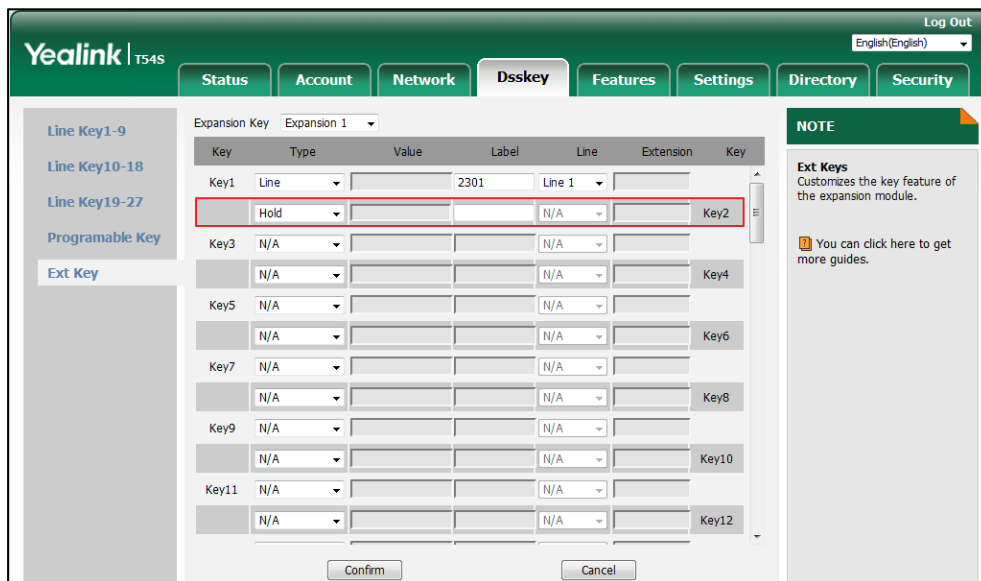 Log Out
Yealink | T54S
English(English)
Status Account Network Dsskey Features Settings Directory Security
Line Key1-9
Line Key10-18
Line Key19-27
Programable Key
Ext Key
Expansion Key Expansion 1
Key Type Value Label Line Extension Key
Key1 Line 2301 Line 1
Hold N/A Key2
Key3 N/A N/A
N/A N/A Key4
Key5 N/A N/A
N/A N/A Key6
Key7 N/A N/A
N/A N/A Key8
Key9 N/A N/A
N/A N/A Key10
Key11 N/A N/A
N/A N/A Key12
Confirm Cancel
NOTE
Ext Keys
Customizes the key feature of
the expansion module.
You can click here to get
more guides.